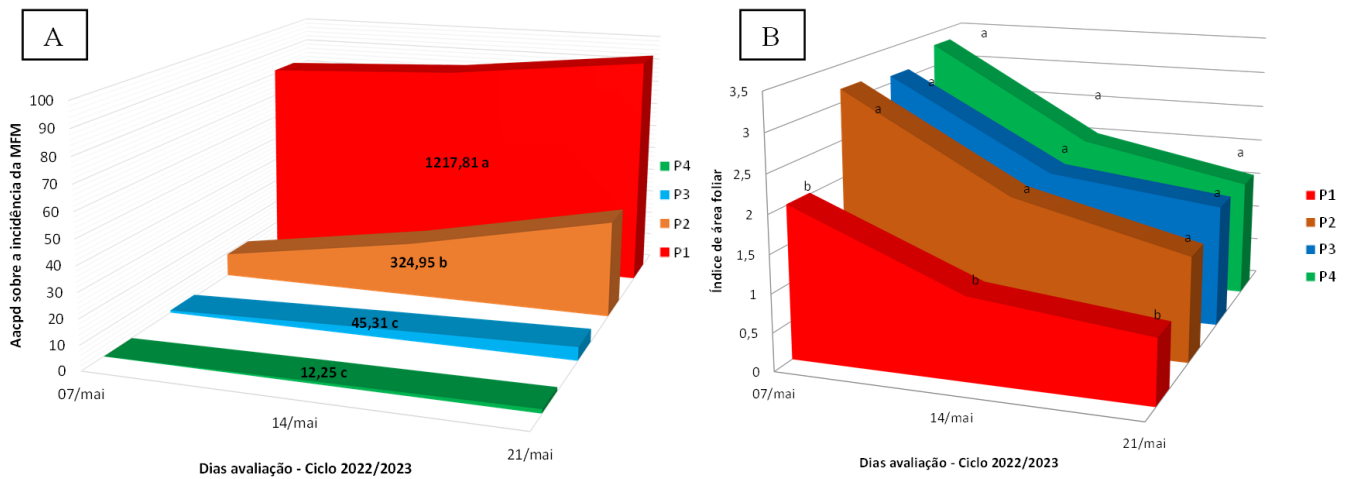 A
Aacpd sobre a incidência da MFM
100
90
80
70
60
50
40
30
20
10
0
1217,81 a
324,95 b
45,31 c
12,25 c
07/mai
14/mai
21/mai
Dias avaliação - Ciclo 2022/2023
P4
P3
P2
P1
B
Índice de área foliar
3,5
3
2,5
2
1,5
1
0,5
0
a
a
a
a
a
a
a
a
a
b
b
b
07/mai
14/mai
21/mai
Dias avaliação - Ciclo 2022/2023
P1
P2
P3
P4